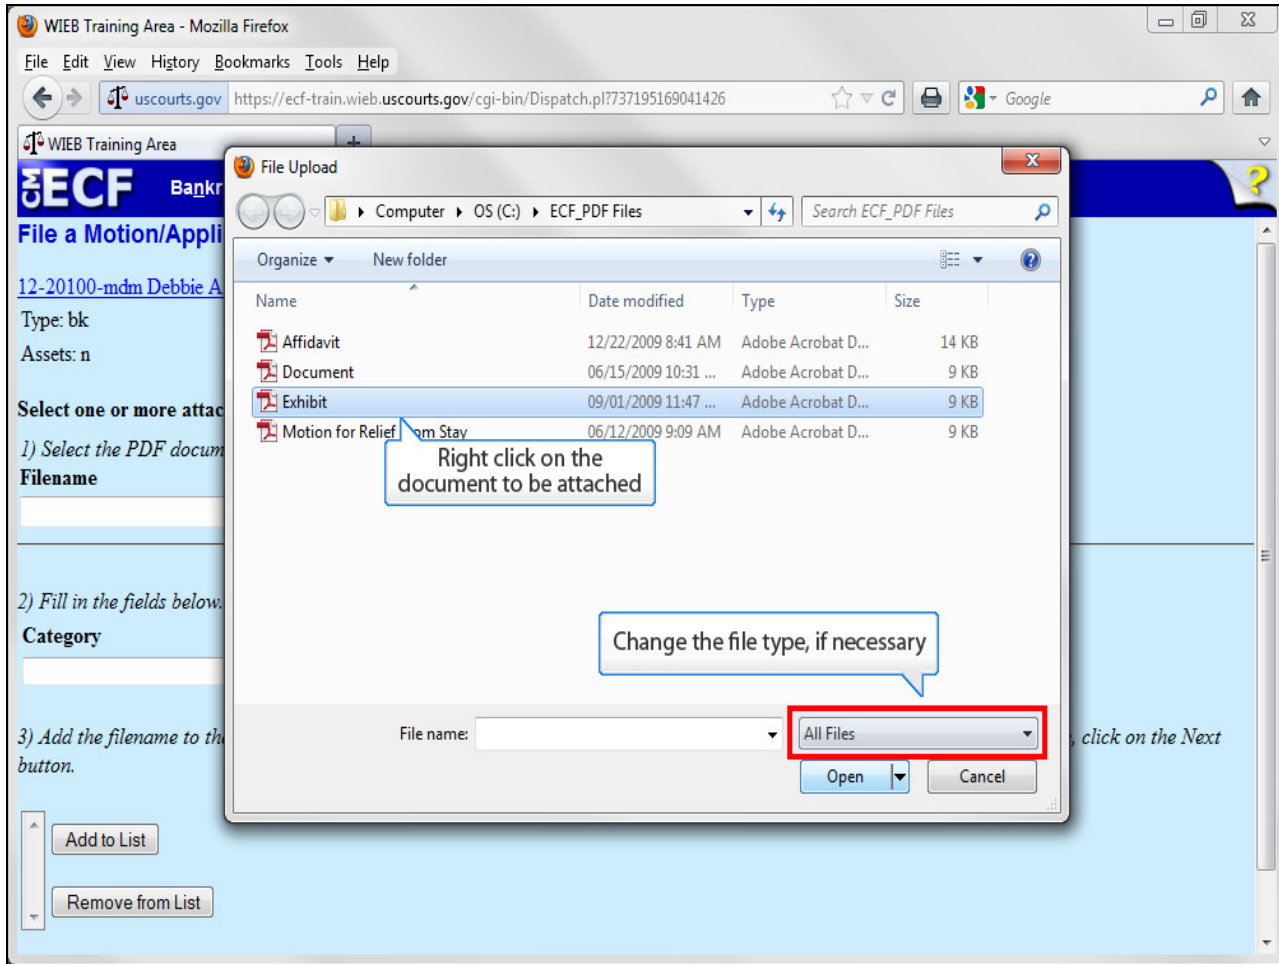 WIEB Training Area - Mozilla Firefox
File Edit View History Bookmarks Tools Help
uscourts.gov https://ecf-train.wieb.uscourts.gov/cgi-bin/Dispatch.pl?737195169041426 Google
WIEB Training Area
CM ECF Bankr
File a Motion/Appli
12-20100-mdm Debbie A
Type: bk
Assets: n
Select one or more attac
1) Select the PDF docum
Filename
2) Fill in the fields below.
Category
3) Add the filename to th , click on the Next
button.
Add to List
Remove from List
File Upload
Computer OS (C:) ECF_PDF Files Search ECF_PDF Files
Organize New folder
Name Date modified Type Size
Affidavit 12/22/2009 8:41 AM Adobe Acrobat D... 14 KB
Document 06/15/2009 10:31 ... Adobe Acrobat D... 9 KB
Exhibit 09/01/2009 11:47 ... Adobe Acrobat D... 9 KB
Motion for Relief om Stay 06/12/2009 9:09 AM Adobe Acrobat D... 9 KB
Right click on the
document to be attached
Change the file type, if necessary
File name: All Files
Open Cancel